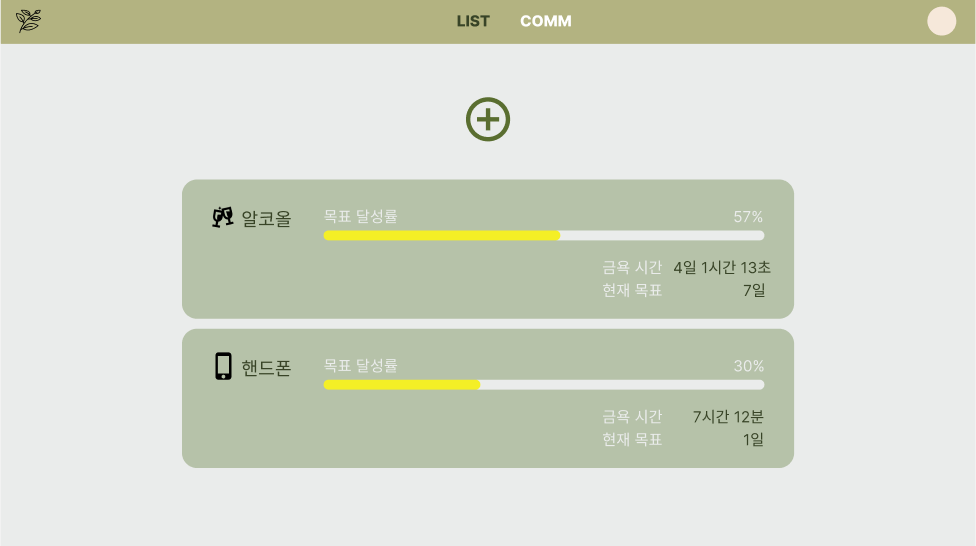 LIST COMM
알코올 목표 달성률 57%
금욕 시간 4일 1시간 13초
현재 목표 7일
핸드폰 목표 달성률 30%
금욕 시간 7시간 12분
현재 목표 1일